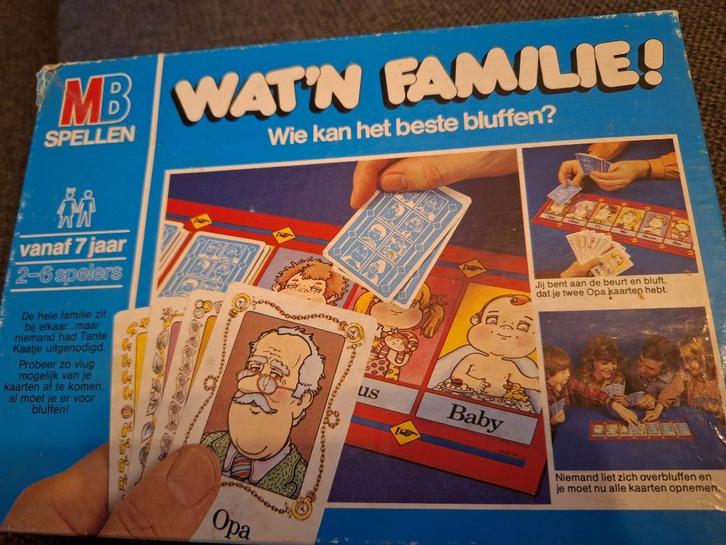 MB
SPELLEN
WAT'N FAMILIE!
Wie kan het beste bluffen?
vanaf 7 jaar
2-6 spelers
De hele familie zit
bij elkaar...maar
niemand had Tante
Kaatje uitgenodigd.
Probeer zo vlug
mogelijk van je
kaarten af te komen,
al moet je er voor
bluffen!
Jij bent aan de beurt en bluft,
dat je twee Opa kaarten hebt.
us
Baby
Opa
Niemand liet zich overbluffen en
je moet nu alle kaarten opnemen.